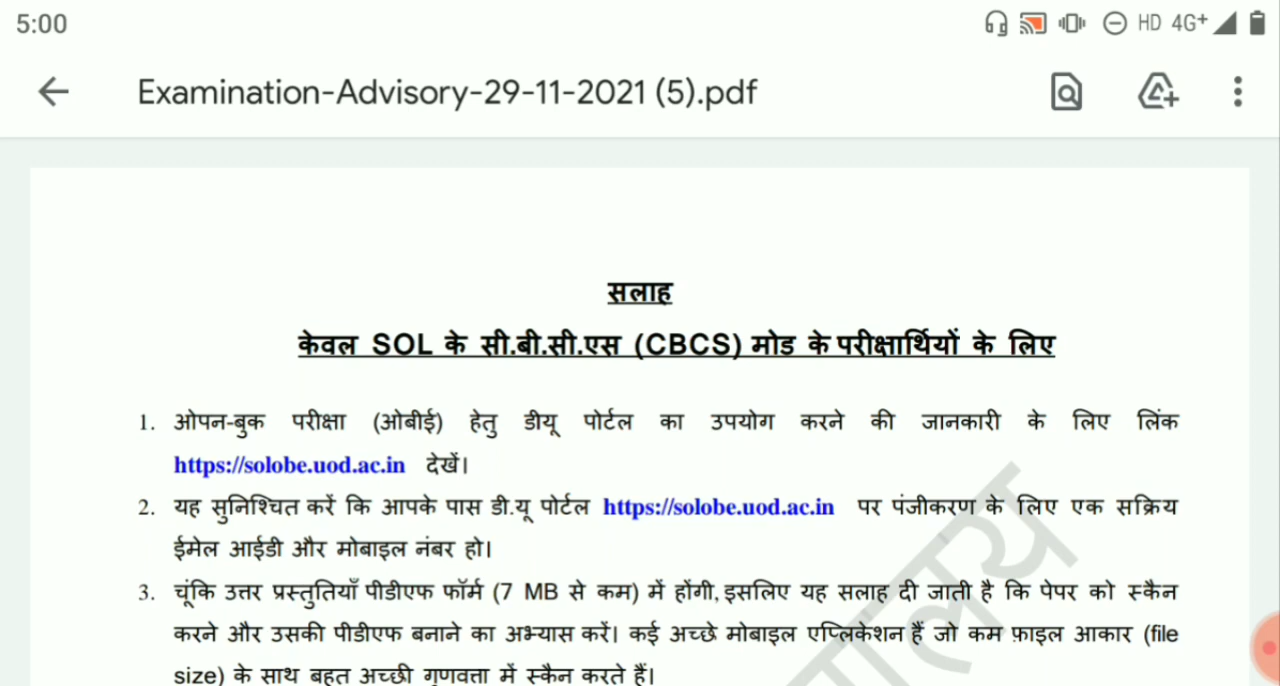 5:00
HD 4G+
Examination-Advisory-29-11-2021 (5).pdf
सलाह
केवल SOL के सी.बी.सी.एस (CBCS) मोड के परीक्षार्थियों के लिए
1. ओपन-बुक परीक्षा (ओबीई) हेतु डीयू पोर्टल का उपयोग करने की जानकारी के लिए लिंक
https://solobe.uod.ac.in देखें।
2. यह सुनिश्चित करें कि आपके पास डी.यू पोर्टल https://solobe.uod.ac.in पर पंजीकरण के लिए एक सक्रिय
ईमेल आईडी और मोबाइल नंबर हो।
3. चूंकि उत्तर प्रस्तुतियाँ पीडीएफ फॉर्म (7 MB से कम) में होंगी, इसलिए यह सलाह दी जाती है कि पेपर को स्कैन
करने और उसकी पीडीएफ बनाने का अभ्यास करें। कई अच्छे मोबाइल एप्लिकेशन हैं जो कम फ़ाइल आकार (file
size) के साथ बहुत अच्छी गुणवत्ता में स्कैन करते हैं।